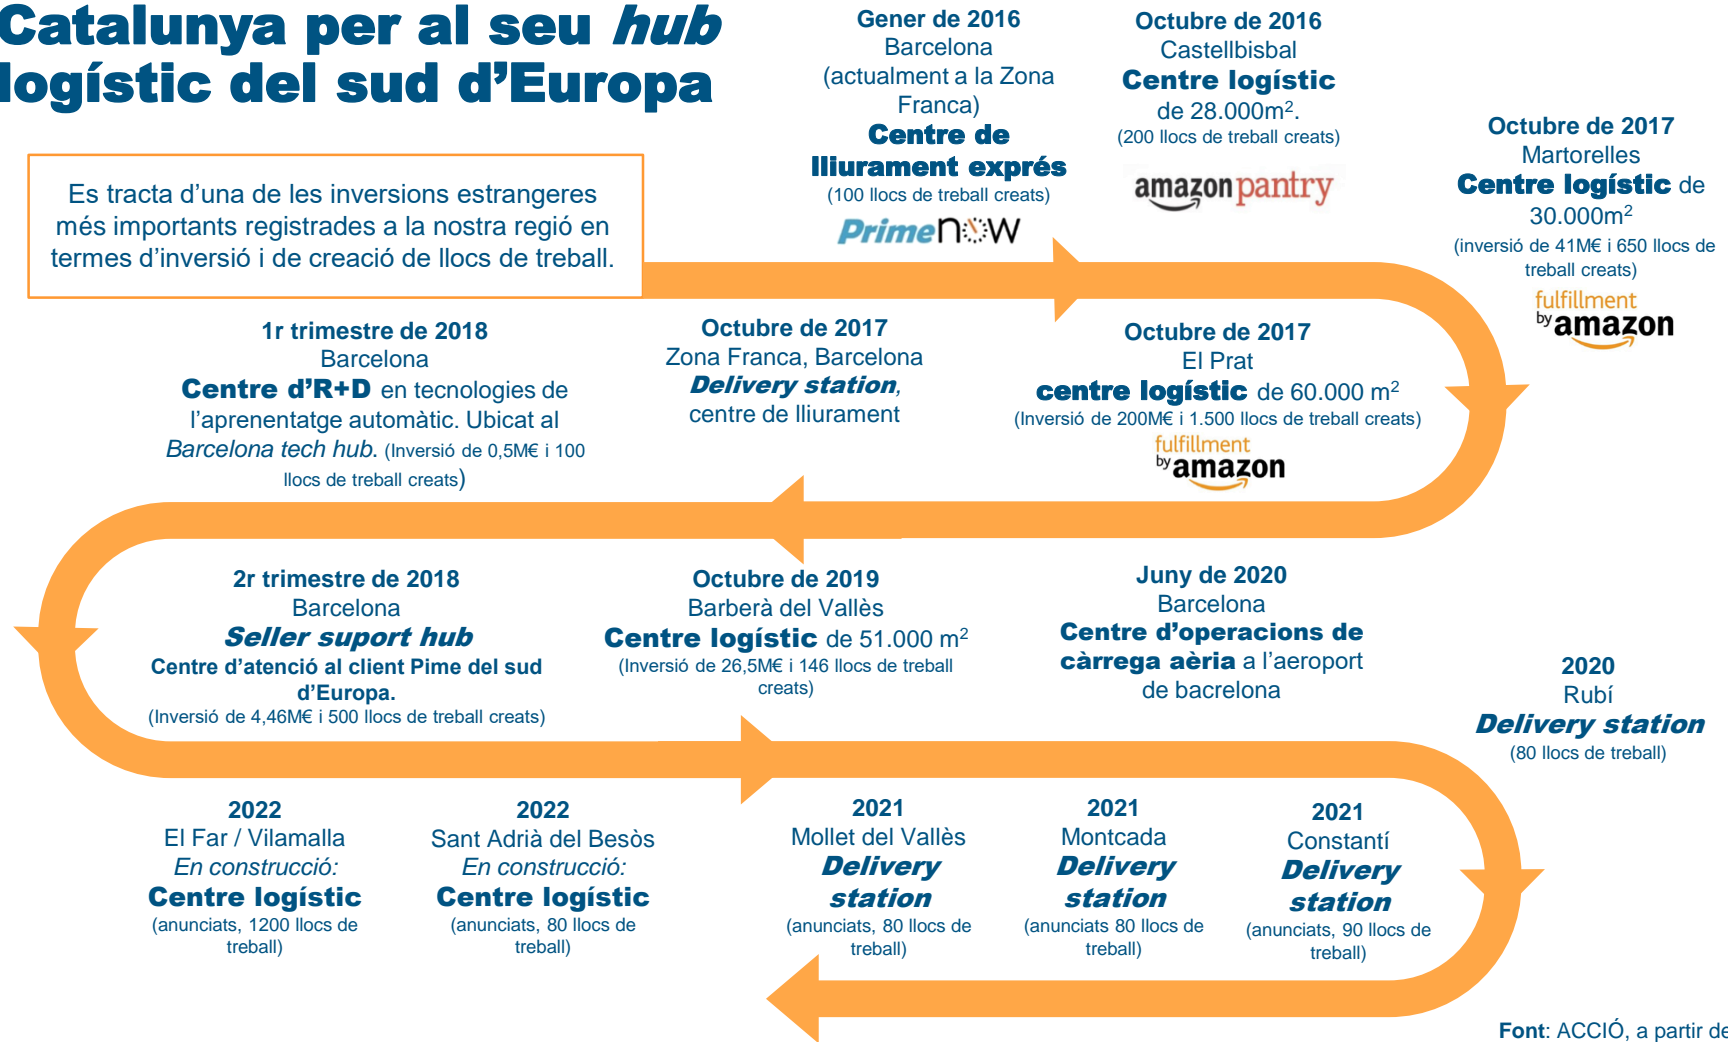 Catalunya per al seu hub
logístic del sud d’Europa
Es tracta d’una de les inversions estrangeres
més importants registrades a la nostra regió en
termes d’inversió i de creació de llocs de treball.
Gener de 2016
Barcelona
(actualment a la Zona
Franca)
Centre de
lliurament exprés
(100 llocs de treball creats)
Prime now
Octubre de 2016
Castellbisbal
Centre logístic
de 28.000m².
(200 llocs de treball creats)
amazon pantry
Octubre de 2017
Martorelles
Centre logístic de
30.000m²
(inversió de 41M€ i 650 llocs de
treball creats)
fulfillment
by amazon
1r trimestre de 2018
Barcelona
Centre d’R+D en tecnologies de
l’aprenentatge automàtic. Ubicat al
Barcelona tech hub. (Inversió de 0,5M€ i 100
llocs de treball creats)
Octubre de 2017
Zona Franca, Barcelona
Delivery station,
centre de lliurament
Octubre de 2017
El Prat
centre logístic de 60.000 m²
(Inversió de 200M€ i 1.500 llocs de treball creats)
fulfillment
by amazon
2r trimestre de 2018
Barcelona
Seller suport hub
Centre d’atenció al client Pime del sud
d’Europa.
(Inversió de 4,46M€ i 500 llocs de treball creats)
Octubre de 2019
Barberà del Vallès
Centre logístic de 51.000 m²
(Inversió de 26,5M€ i 146 llocs de treball
creats)
Juny de 2020
Barcelona
Centre d’operacions de
càrrega aèria a l’aeroport
de bacrelona
2020
Rubí
Delivery station
(80 llocs de treball)
2022
El Far / Vilamalla
En construcció:
Centre logístic
(anunciats, 1200 llocs de
treball)
2022
Sant Adrià del Besòs
En construcció:
Centre logístic
(anunciats, 80 llocs de
treball)
2021
Mollet del Vallès
Delivery
station
(anunciats, 80 llocs de
treball)
2021
Montcada
Delivery
station
(anunciats 80 llocs de
treball)
2021
Constantí
Delivery
station
(anunciats, 90 llocs de
treball)
Font: ACCIÓ, a partir de